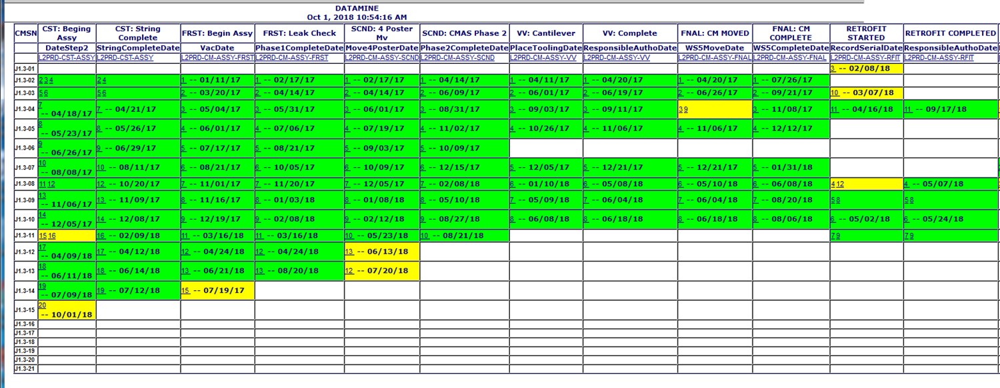 DATAMINE
Oct 1, 2018 10:54:16 AM
CMSN CST: Beging Assy CST: String Complete FRST: Begin Assy FRST: Leak Check SCND: 4 Poster Mv SCND: CMAS Phase 2 VV: Cantilever VV: Complete FNAL: CM MOVED FNAL: CM COMPLETE RETROFIT STARTED RETROFIT COMPLETED
DateStep2 StringCompleteDate VacDate Phase1CompleteDate Move4PosterDate Phase2CompleteDate PlaceToolingDate ResponsibleAuthoDate WS5MoveDate WS5CompleteDate RecordSerialDate ResponsibleAuthoDate
L2PRD-CST-ASSY L2PRD-CST-ASSY L2PRD-CM-ASSY-FRST L2PRD-CM-ASSY-FRST L2PRD-CM-ASSY-SCND L2PRD-CM-ASSY-SCND L2PRD-CM-ASSY-VV L2PRD-CM-ASSY-VV L2PRD-CM-ASSY-FNAL L2PRD-CM-ASSY-FNAL L2PRD-CM-ASSY-RFIT L2PRD-CM-ASSY-RFIT
J1.3-01 3 -- 02/08/18
J1.3-02 2 3 4 2 4 1 -- 01/11/17 1 -- 02/17/17 1 -- 02/17/17 1 -- 04/14/17 1 -- 04/11/17 1 -- 04/20/17 1 -- 04/20/17 1 -- 07/26/17
J1.3-03 5 6 5 6 2 -- 03/20/17 2 -- 04/14/17 2 -- 04/14/17 2 -- 06/09/17 2 -- 06/01/17 2 -- 06/19/17 2 -- 06/26/17 2 -- 09/21/17 10 -- 03/07/18
J1.3-04 7 -- 04/18/17 7 -- 04/21/17 3 -- 05/04/17 3 -- 05/31/17 3 -- 06/01/17 3 -- 08/31/17 3 -- 09/03/17 3 -- 09/11/17 3 9 3 -- 11/08/17 11 -- 04/16/18 11 -- 09/17/18
J1.3-05 8 -- 05/23/17 8 -- 05/26/17 4 -- 06/01/17 4 -- 07/06/17 4 -- 07/19/17 4 -- 11/02/17 4 -- 10/26/17 4 -- 11/06/17 4 -- 11/06/17 4 -- 12/12/17
J1.3-06 9 -- 06/26/17 9 -- 06/29/17 5 -- 07/17/17 5 -- 08/21/17 5 -- 09/03/17 5 -- 10/09/17
J1.3-07 10 -- 08/08/17 10 -- 08/11/17 6 -- 08/21/17 6 -- 10/05/17 6 -- 10/09/17 6 -- 12/15/17 5 -- 12/05/17 5 -- 12/21/17 5 -- 12/21/17 5 -- 01/31/18
J1.3-08 11 12 12 -- 10/20/17 7 -- 11/01/17 7 -- 11/20/17 7 -- 12/05/17 7 -- 02/08/18 6 -- 01/10/18 6 -- 05/08/18 6 -- 05/10/18 6 -- 06/08/18 4 12 4 -- 05/07/18
J1.3-09 13 -- 11/06/17 13 -- 11/09/17 8 -- 11/16/17 8 -- 01/03/18 8 -- 01/08/18 8 -- 05/10/18 7 -- 05/09/18 7 -- 06/04/18 7 -- 06/04/18 7 -- 08/20/18 5 8 5 8
J1.3-10 14 -- 12/05/17 14 -- 12/08/17 9 -- 12/19/17 9 -- 02/08/18 9 -- 02/12/18 9 -- 08/27/18 8 -- 06/08/18 8 -- 06/18/18 8 -- 06/18/18 8 -- 08/06/18 6 -- 05/02/18 6 -- 05/24/18
J1.3-11 15 16 16 -- 02/09/18 11 -- 03/16/18 11 -- 03/16/18 10 -- 05/23/18 10 -- 08/21/18 7 9 7 9
J1.3-12 17 -- 04/09/18 17 -- 04/12/18 12 -- 04/24/18 12 -- 04/24/18 13 -- 06/13/18
J1.3-13 18 -- 06/11/18 18 -- 06/14/18 13 -- 06/21/18 13 -- 08/20/18 12 -- 07/20/18
J1.3-14 19 -- 07/09/18 19 -- 07/12/18 15 -- 07/19/17
J1.3-15 20 -- 10/01/18
J1.3-16
J1.3-17
J1.3-18
J1.3-19
J1.3-20
J1.3-21